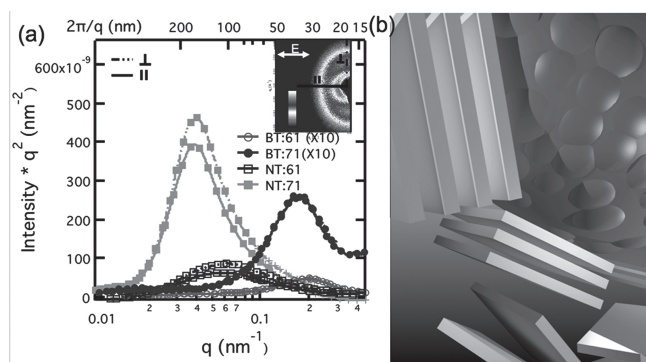 (a)
2π/q (nm)
200 100 50 30 20 15
(b)
600x10⁻⁹
500
400
300
200
100
0
Intensity * q² (nm⁻²)
⊥
||
E
||
⊥
BT:61 (X10)
BT:71(X10)
NT:61
NT:71
0.01 2 3 4 5 6 7 0.1 2 3 4
q (nm⁻¹)